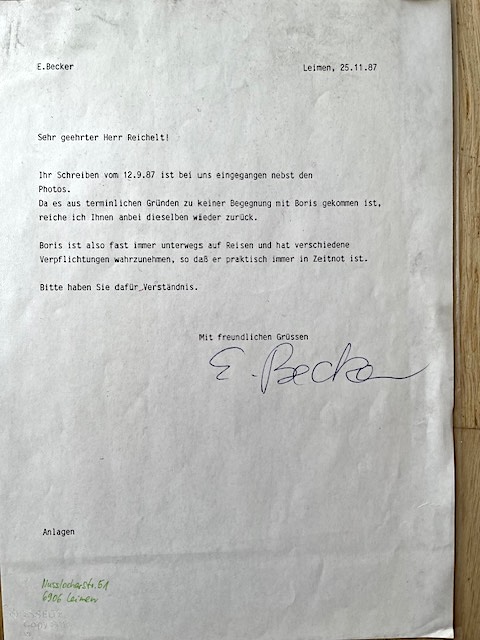 E.Becker
Leimen, 25.11.87
Sehr geehrter Herr Reichelt!
Ihr Schreiben vom 12.9.87 ist bei uns eingegangen nebst den
Photos.
Da es aus terminlichen Gründen zu keiner Begegnung mit Boris gekommen ist,
reiche ich Ihnen anbei dieselben wieder zurück.
Boris ist also fast immer unterwegs auf Reisen und hat verschiedene
Verpflichtungen wahrzunehmen, so daß er praktisch immer in Zeitnot ist.
Bitte haben Sie dafür Verständnis.
Mit freundlichen Grüssen
E. Becker
Anlagen
Nusslocherstr. 51
6906 Leimen